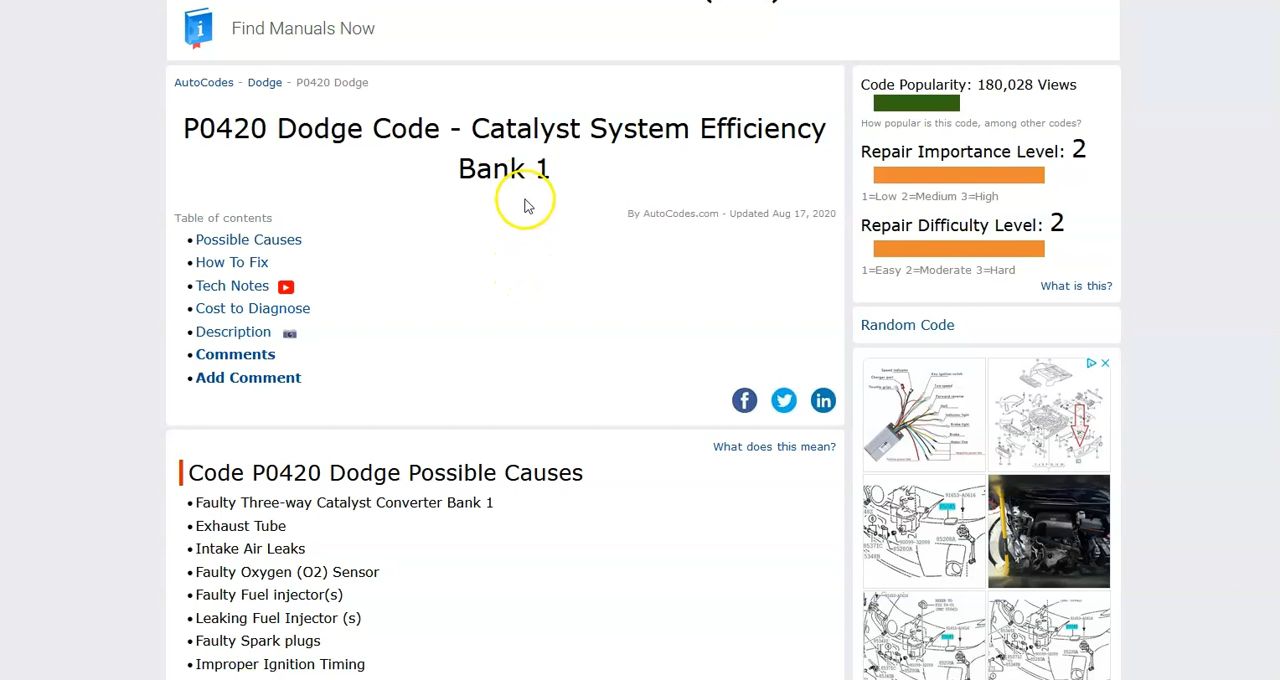 Find Manuals Now
AutoCodes - Dodge - P0420 Dodge
P0420 Dodge Code - Catalyst System Efficiency
Bank 1
Table of contents
By AutoCodes.com - Updated Aug 17, 2020
Possible Causes
How To Fix
Tech Notes
Cost to Diagnose
Description
Comments
Add Comment
What does this mean?
Code P0420 Dodge Possible Causes
Faulty Three-way Catalyst Converter Bank 1
Exhaust Tube
Intake Air Leaks
Faulty Oxygen (O2) Sensor
Faulty Fuel injector(s)
Leaking Fuel Injector (s)
Faulty Spark plugs
Improper Ignition Timing
Code Popularity: 180,028 Views
How popular is this code, among other codes?
Repair Importance Level: 2
1=Low 2=Medium 3=High
Repair Difficulty Level: 2
1=Easy 2=Moderate 3=Hard
What is this?
Random Code